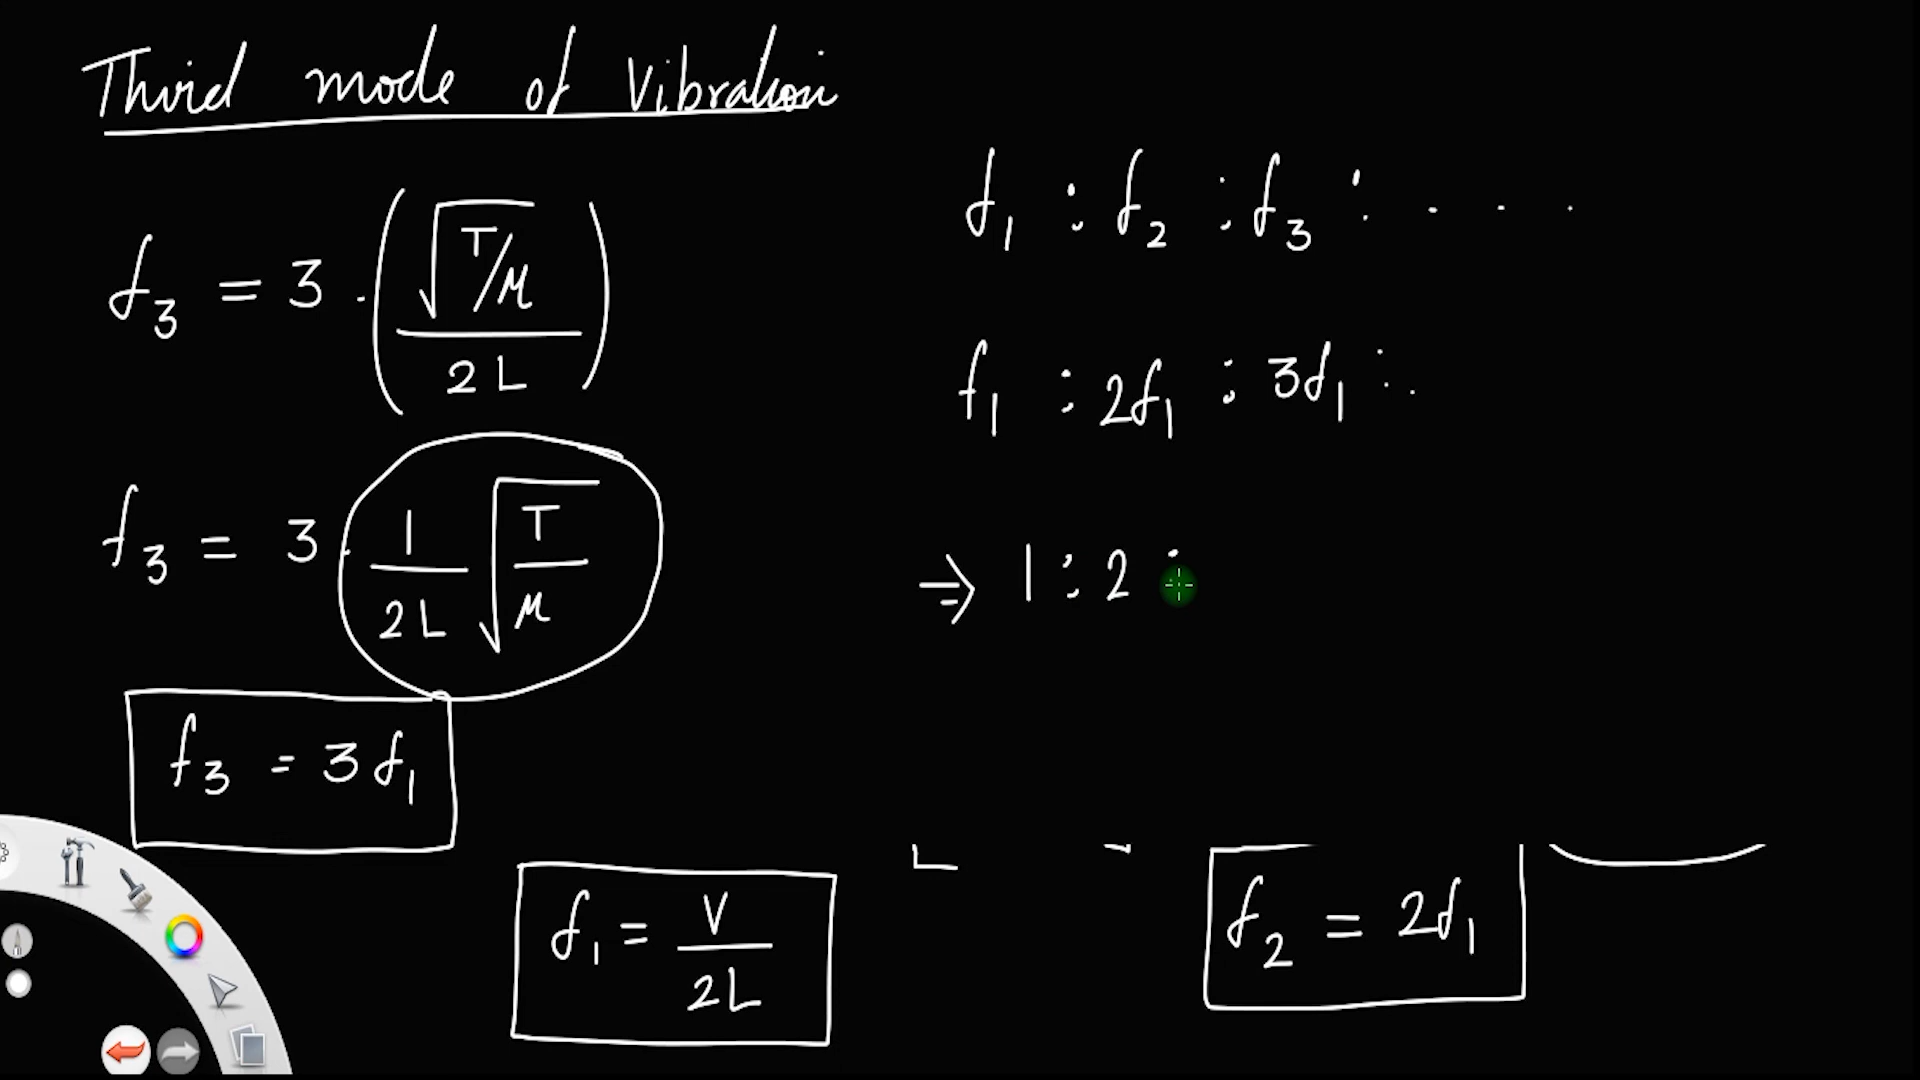 Third mode of Vibration
f₃ = 3 · (√T/μ / 2L)
f₃ = 3 · 1/2L √T/μ
f₃ = 3f₁
f₁ : f₂ : f₃ : . . .
f₁ : 2f₁ : 3f₁ : .
⇒ 1 : 2 :
f₁ = V/2L
f₂ = 2f₁